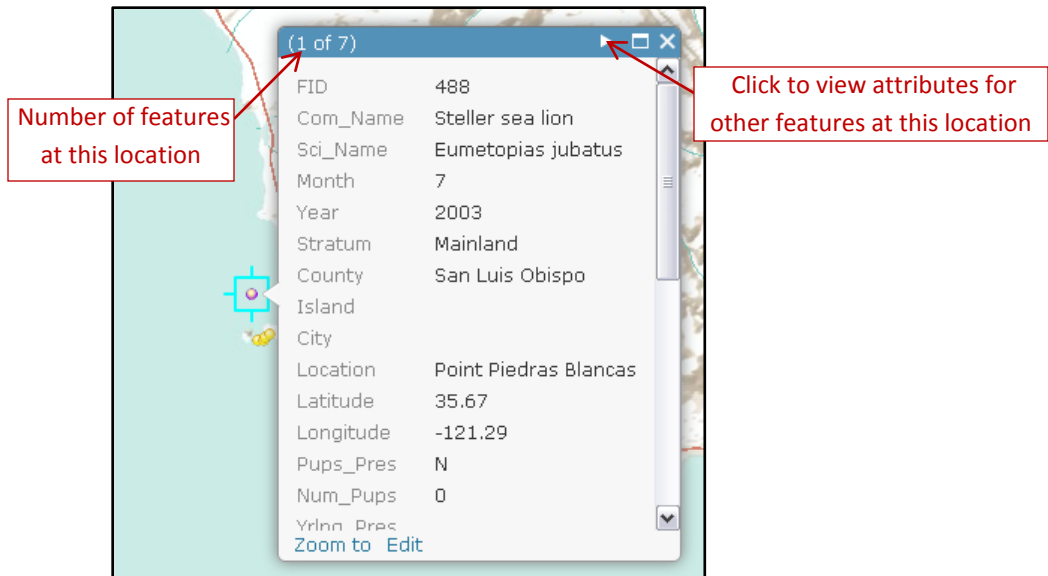 (1 of 7)
Number of features
at this location
Click to view attributes for
other features at this location
FID 488
Com_Name Steller sea lion
Sci_Name Eumetopias jubatus
Month 7
Year 2003
Stratum Mainland
County San Luis Obispo
Island
City
Location Point Piedras Blancas
Latitude 35.67
Longitude -121.29
Pups_Pres N
Num_Pups 0
Yrlng_Pres
Zoom to Edit